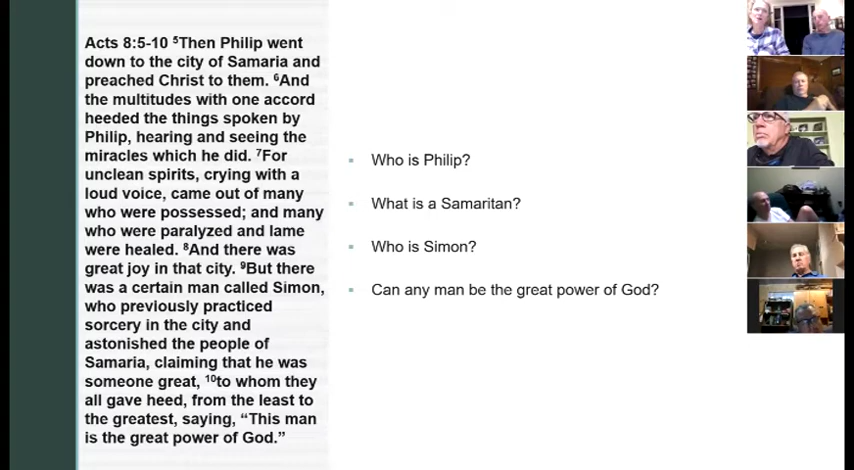 Acts 8:5-10 ⁵Then Philip went
down to the city of Samaria and
preached Christ to them. ⁶And
the multitudes with one accord
heeded the things spoken by
Philip, hearing and seeing the
miracles which he did. ⁷For
unclean spirits, crying with a
loud voice, came out of many
who were possessed; and many
who were paralyzed and lame
were healed. ⁸And there was
great joy in that city. ⁹But there
was a certain man called Simon,
who previously practiced
sorcery in the city and
astonished the people of
Samaria, claiming that he was
someone great, ¹⁰to whom they
all gave heed, from the least to
the greatest, saying, “This man
is the great power of God.”
Who is Philip?
What is a Samaritan?
Who is Simon?
Can any man be the great power of God?